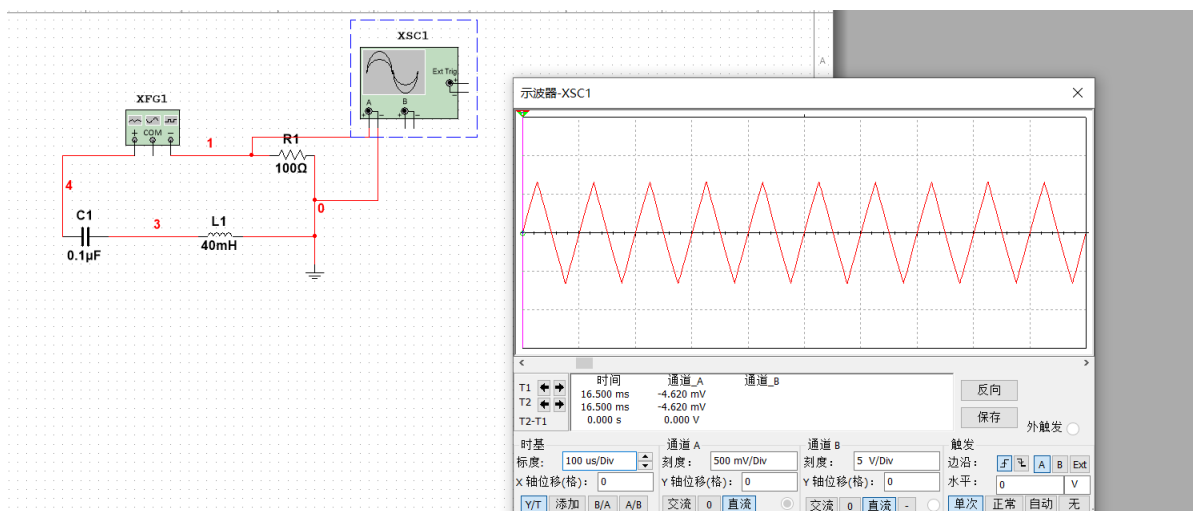 XSC1
Ext Trig
A
B
A
XFG1
COM
1
R1
100Ω
4
0
C1
3
L1
0.1μF
40mH
示波器-XSC1
T1
T2
T2-T1
时间 通道_A 通道_B
16.500 ms -4.620 mV
16.500 ms -4.620 mV
0.000 s 0.000 V
反向
保存
外触发
时基 通道 A 通道 B 触发
标度: 100 us/Div 刻度: 500 mV/Div 刻度: 5 V/Div 边沿: A B Ext
X 轴位移(格): 0 Y 轴位移(格): 0 Y 轴位移(格): 0 水平: 0 V
Y/T 添加 B/A A/B 交流 0 直流 交流 0 直流 - 单次 正常 自动 无